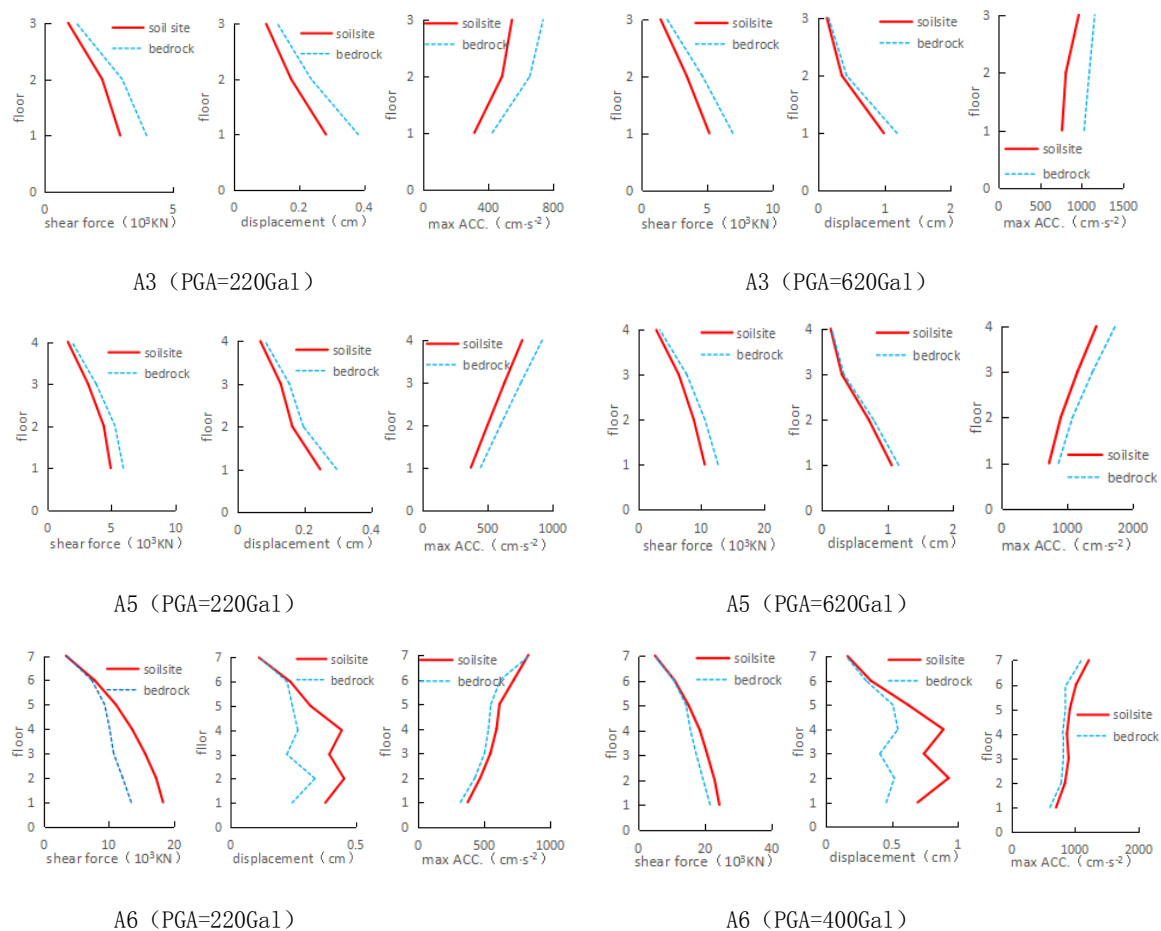 3
2
1
0
floor
soil site
bedrock
0
5
shear force（10³KN）
3
2
1
0
floor
soilsite
bedrock
0
0.2
0.4
displacement（cm）
3
2
1
0
floor
soilsite
bedrock
0
400
800
max ACC.（cm·s⁻²）
3
2
1
0
floor
soilsite
bedrock
0
5
10
shear force（10³KN）
3
2
1
0
floor
soilsite
bedrock
0
1
2
displacement（cm）
3
2
1
0
floor
soilsite
bedrock
0
500
1000
1500
max ACC.（cm·s⁻²）
A3（PGA=220Gal）
A3（PGA=620Gal）
4
3
2
1
0
floor
soilsite
bedrock
0
5
10
shear force（10³KN）
4
3
2
1
0
floor
soilsite
bedrock
0
0.2
0.4
displacement（cm）
4
3
2
1
0
floor
soilsite
bedrock
0
500
1000
max ACC.（cm·s⁻²）
4
3
2
1
0
floor
soilsite
bedrock
0
10
20
shear force（10³KN）
4
3
2
1
0
floor
soilsite
bedrock
0
1
2
displacement（cm）
4
3
2
1
0
floor
soilsite
bedrock
0
1000
2000
max ACC.（cm·s⁻²）
A5（PGA=220Gal）
A5（PGA=620Gal）
7
6
5
4
3
2
1
0
floor
soilsite
bedrock
0
10
20
shear force（10³KN）
7
6
5
4
3
2
1
0
fllor
soilsite
bedrock
0
0.5
displacement（cm）
7
6
5
4
3
2
1
0
floor
soilsite
bedrock
0
500
1000
max ACC.（cm·s⁻²）
7
6
5
4
3
2
1
0
floor
soilsite
bedrock
0
20
40
shear force（10³KN）
7
6
5
4
3
2
1
0
floor
soilsite
bedrock
0
0.5
1
displacement（cm）
7
6
5
4
3
2
1
0
floor
soilsite
bedrock
0
1000
2000
max ACC.（cm·s⁻²）
A6（PGA=220Gal）
A6（PGA=400Gal）